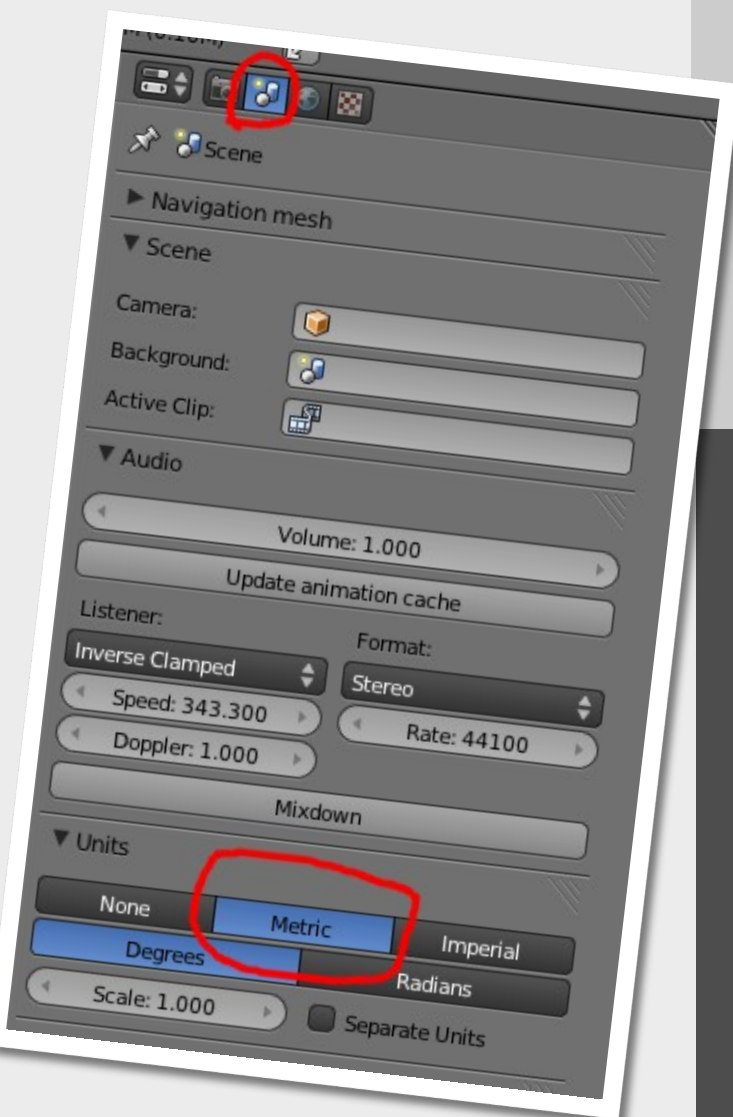 Scene
Navigation mesh
Scene
Camera:
Background:
Active Clip:
Audio
Volume: 1.000
Update animation cache
Listener:
Format:
Inverse Clamped
Stereo
Speed: 343.300
Rate: 44100
Doppler: 1.000
Mixdown
Units
None Metric Imperial
Degrees Radians
Scale: 1.000 Separate Units